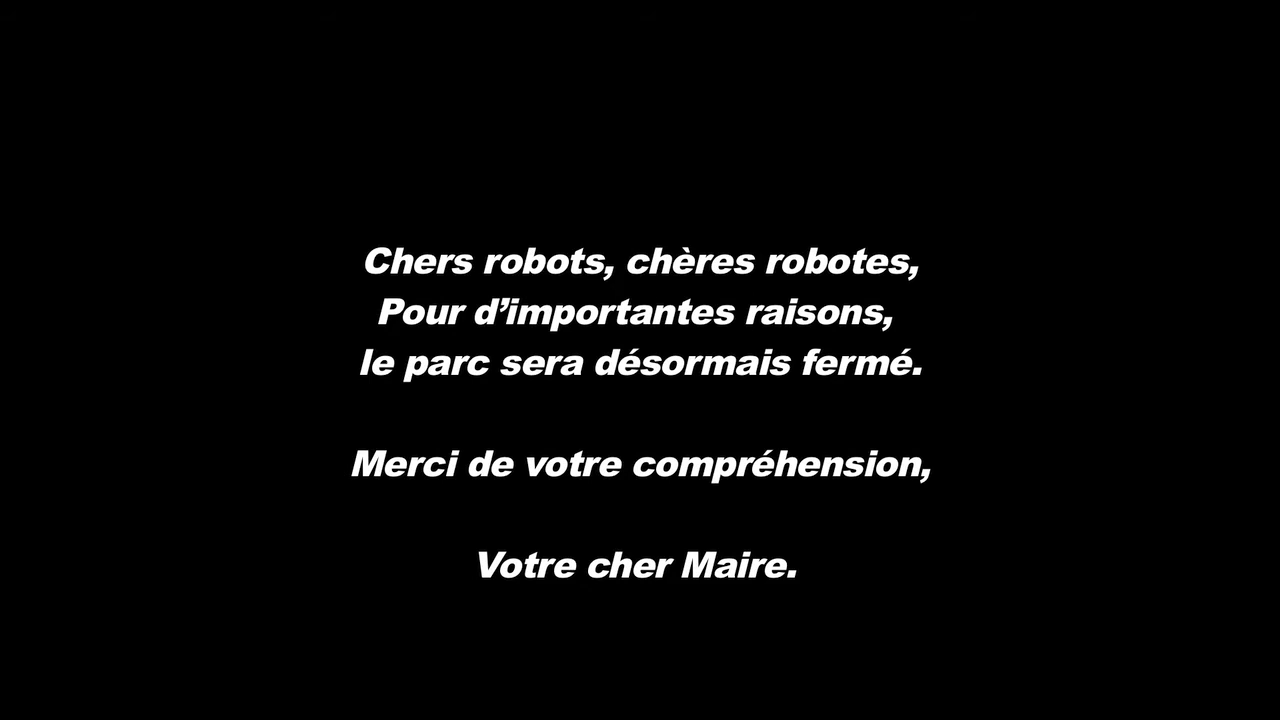 Chers robots, chères robotes,
Pour d’importantes raisons,
le parc sera désormais fermé.
Merci de votre compréhension,
Votre cher Maire.